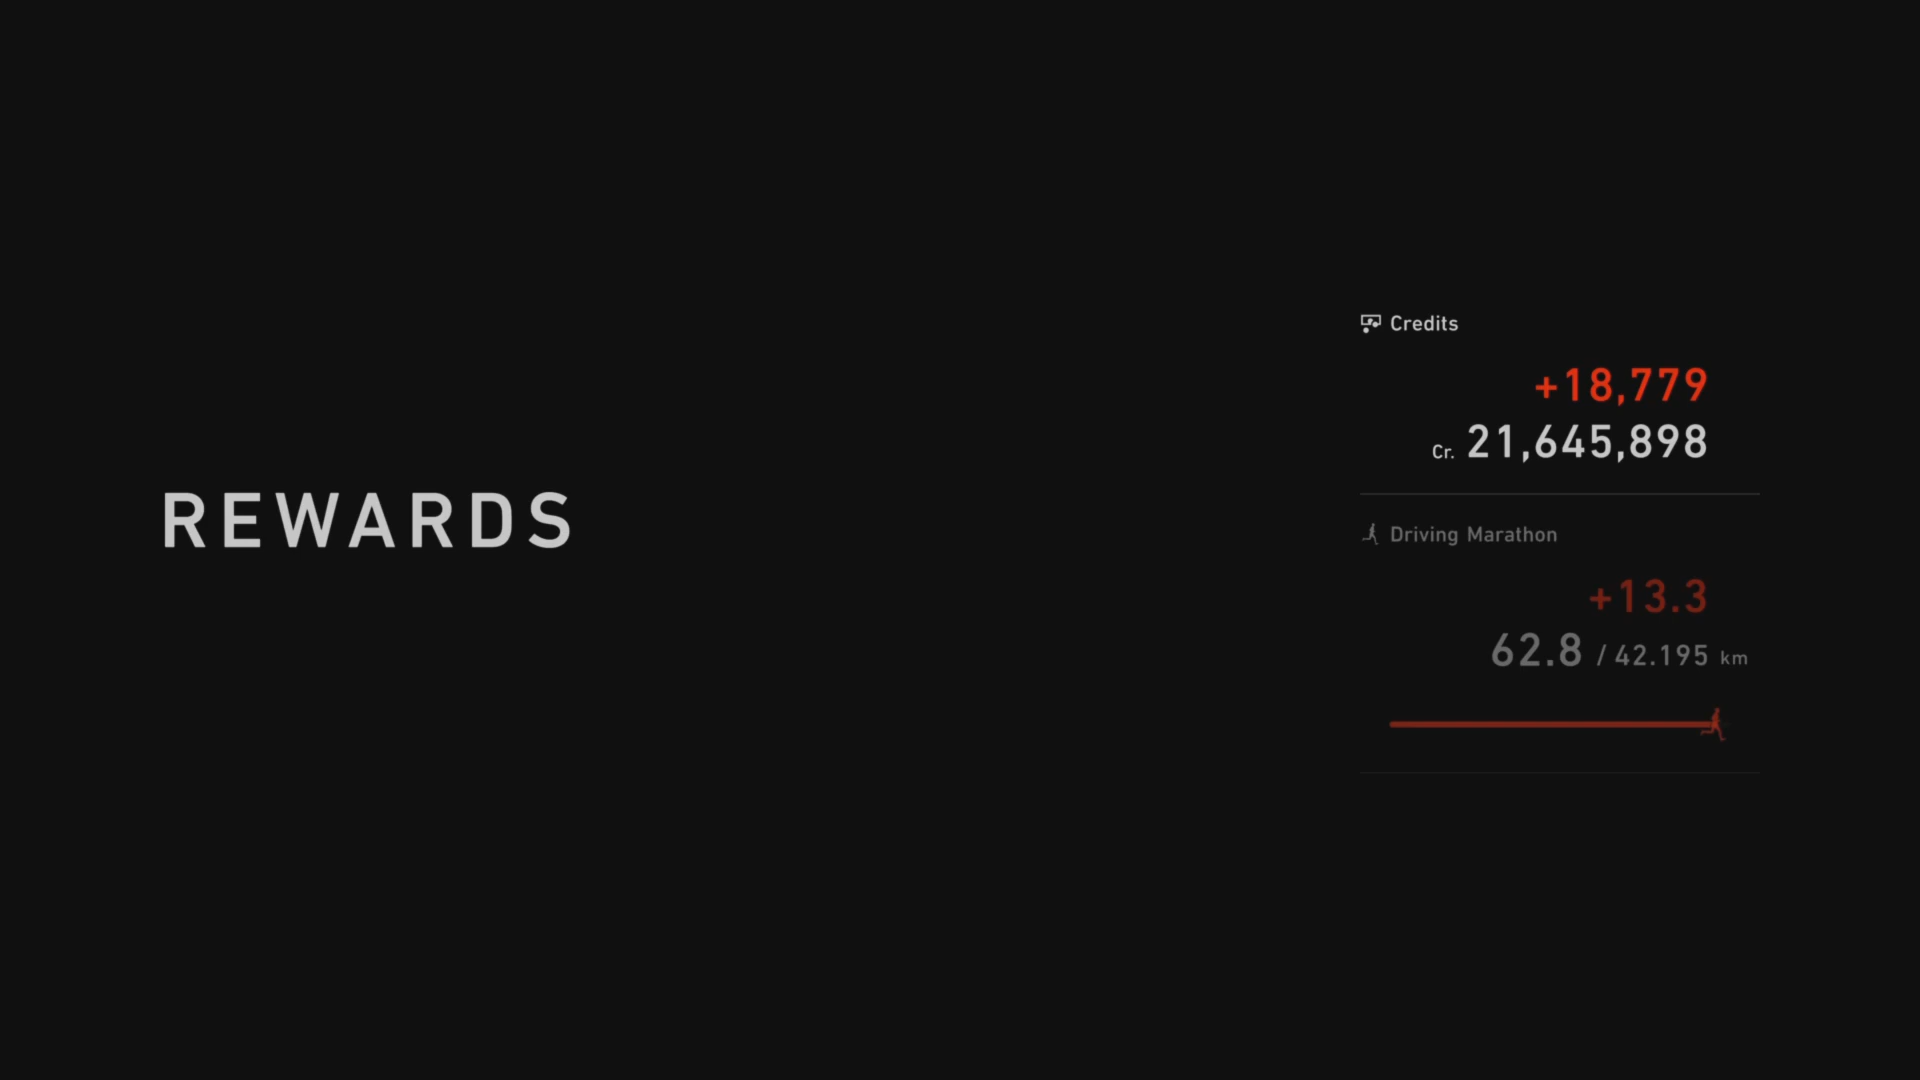 REWARDS
Credits
+18,779
Cr. 21,645,898
Driving Marathon
+13.3
62.8 / 42.195 km